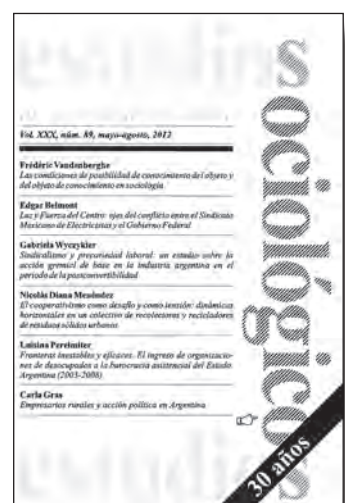 estudios
Vol. XXX, núm. 89, mayo-agosto, 2012
Frédéric Vandenberghe
Las condiciones de posibilidad de conocimiento del objeto y
del objeto de conocimiento en sociología
Edgar Belmont
Luz y Fuerza del Centro: ejes del conflicto entre el Sindicato
Mexicano de Electricistas y el Gobierno Federal
Gabriela Wyczykier
Sindicalismo y precariedad laboral: un estudio sobre la
acción gremial de base en la industria argentina en el
periodo de la postconvertibilidad
Nicolás Diana Menéndez
El cooperativismo como desafío y como tensión: dinámicas
horizontales en un colectivo de recolectores y recicladores
de residuos sólidos urbanos
Luisina Perelmiter
Fronteras inestables y eficaces. El ingreso de organizacio-
nes de desocupados a la burocracia asistencial del Estado.
Argentina (2003-2008)
Carla Gras
Empresarios rurales y acción política en Argentina
sociológicos
30 años
estudios